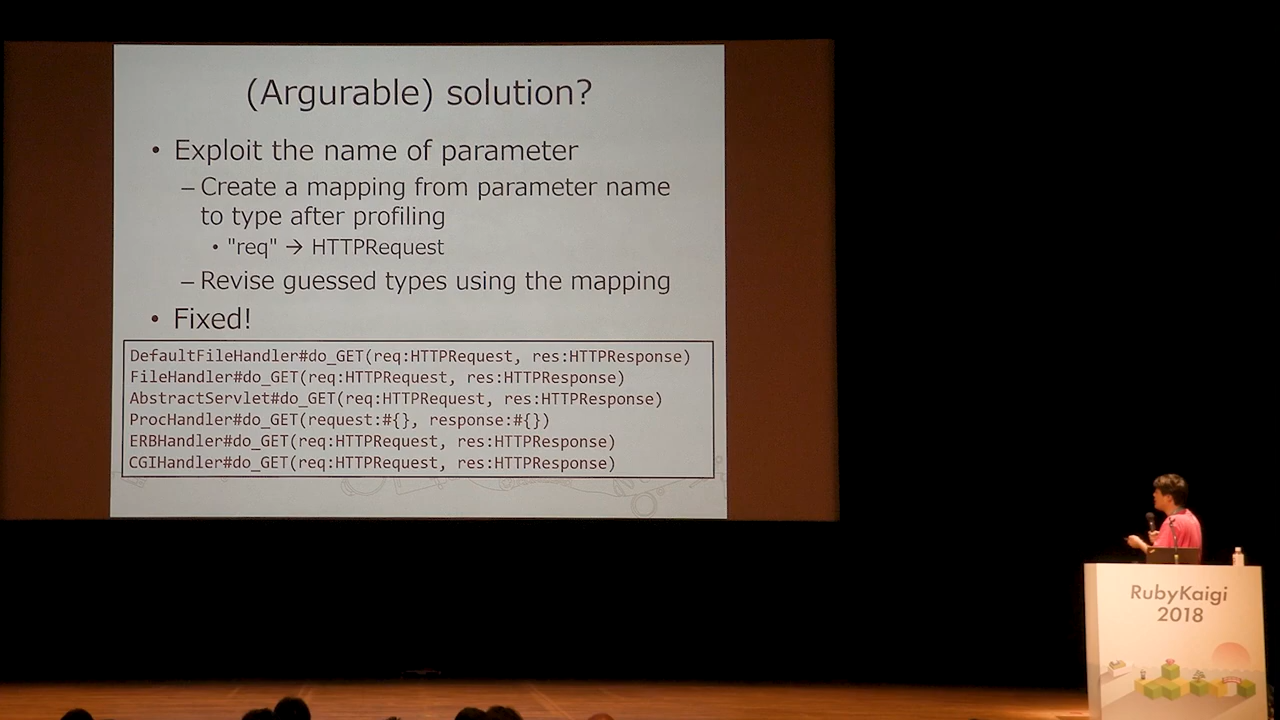 (Argurable) solution?
• Exploit the name of parameter
– Create a mapping from parameter name
to type after profiling
• "req" → HTTPRequest
– Revise guessed types using the mapping
• Fixed!
DefaultFileHandler#do_GET(req:HTTPRequest, res:HTTPResponse)
FileHandler#do_GET(req:HTTPRequest, res:HTTPResponse)
AbstractServlet#do_GET(req:HTTPRequest, res:HTTPResponse)
ProcHandler#do_GET(request:#{}, response:#{})
ERBHandler#do_GET(req:HTTPRequest, res:HTTPResponse)
CGIHandler#do_GET(req:HTTPRequest, res:HTTPResponse)
RubyKaigi
2018